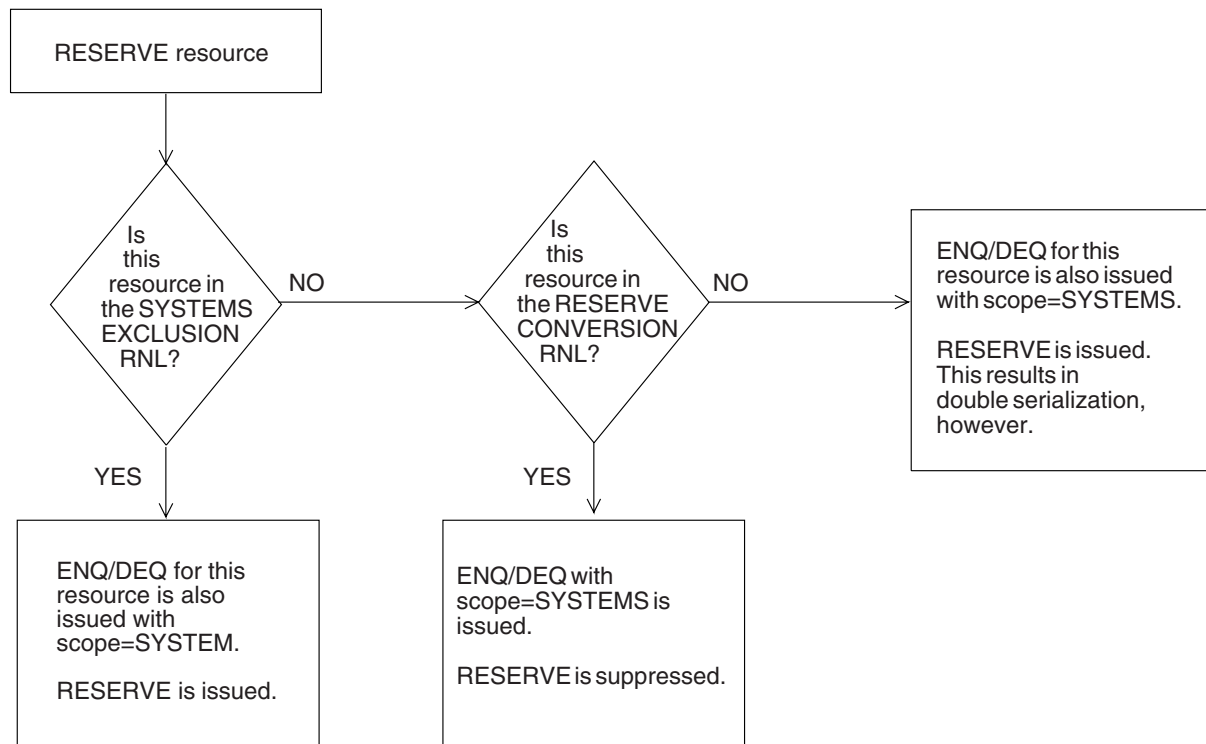 RESERVE resource
Is
this
resource in
the SYSTEMS
EXCLUSION
RNL?
NO
YES
Is
this
resource in
the RESERVE
CONVERSION
RNL?
NO
YES
ENQ/DEQ for this
resource is also issued
with scope=SYSTEMS.
RESERVE is issued.
This results in
double serialization,
however.
ENQ/DEQ for this
resource is also
issued with
scope=SYSTEM.
RESERVE is issued.
ENQ/DEQ with
scope=SYSTEMS is
issued.
RESERVE is suppressed.